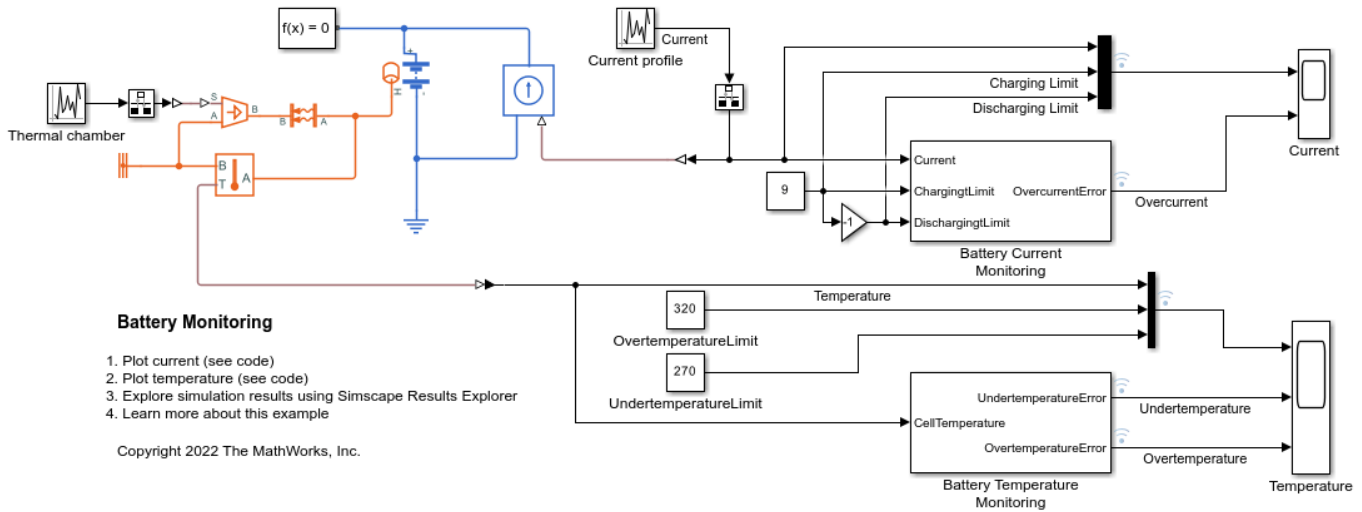 f(x) = 0
Current
Current profile
Charging Limit
Discharging Limit
Current
Thermal chamber
S
A
B
B
A
H
+
-
B
T
A
9
-1
Current
ChargingtLimit
DischargingtLimit
OvercurrentError
Overcurrent
Battery Current
Monitoring
Temperature
320
OvertemperatureLimit
270
UndertemperatureLimit
CellTemperature
UndertemperatureError
OvertemperatureError
Undertemperature
Overtemperature
Battery Temperature
Monitoring
Temperature
Battery Monitoring
1. Plot current (see code)
2. Plot temperature (see code)
3. Explore simulation results using Simscape Results Explorer
4. Learn more about this example
Copyright 2022 The MathWorks, Inc.